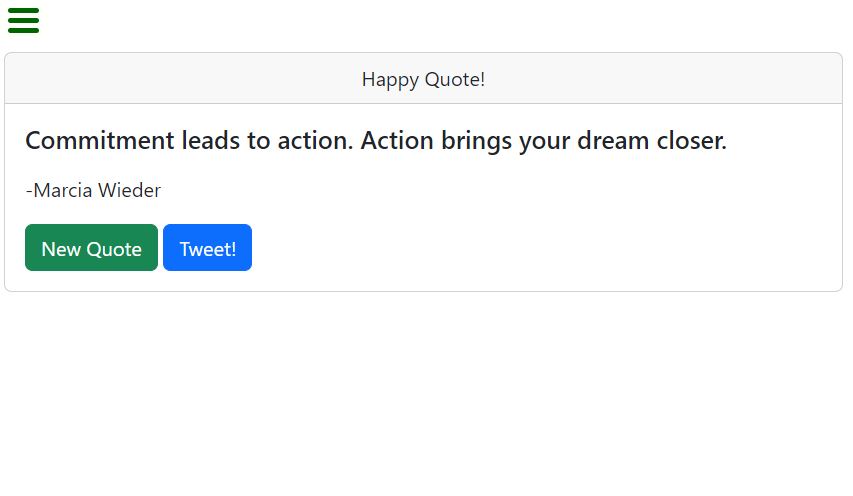 Happy Quote!
Commitment leads to action. Action brings your dream closer.
-Marcia Wieder
New Quote Tweet!